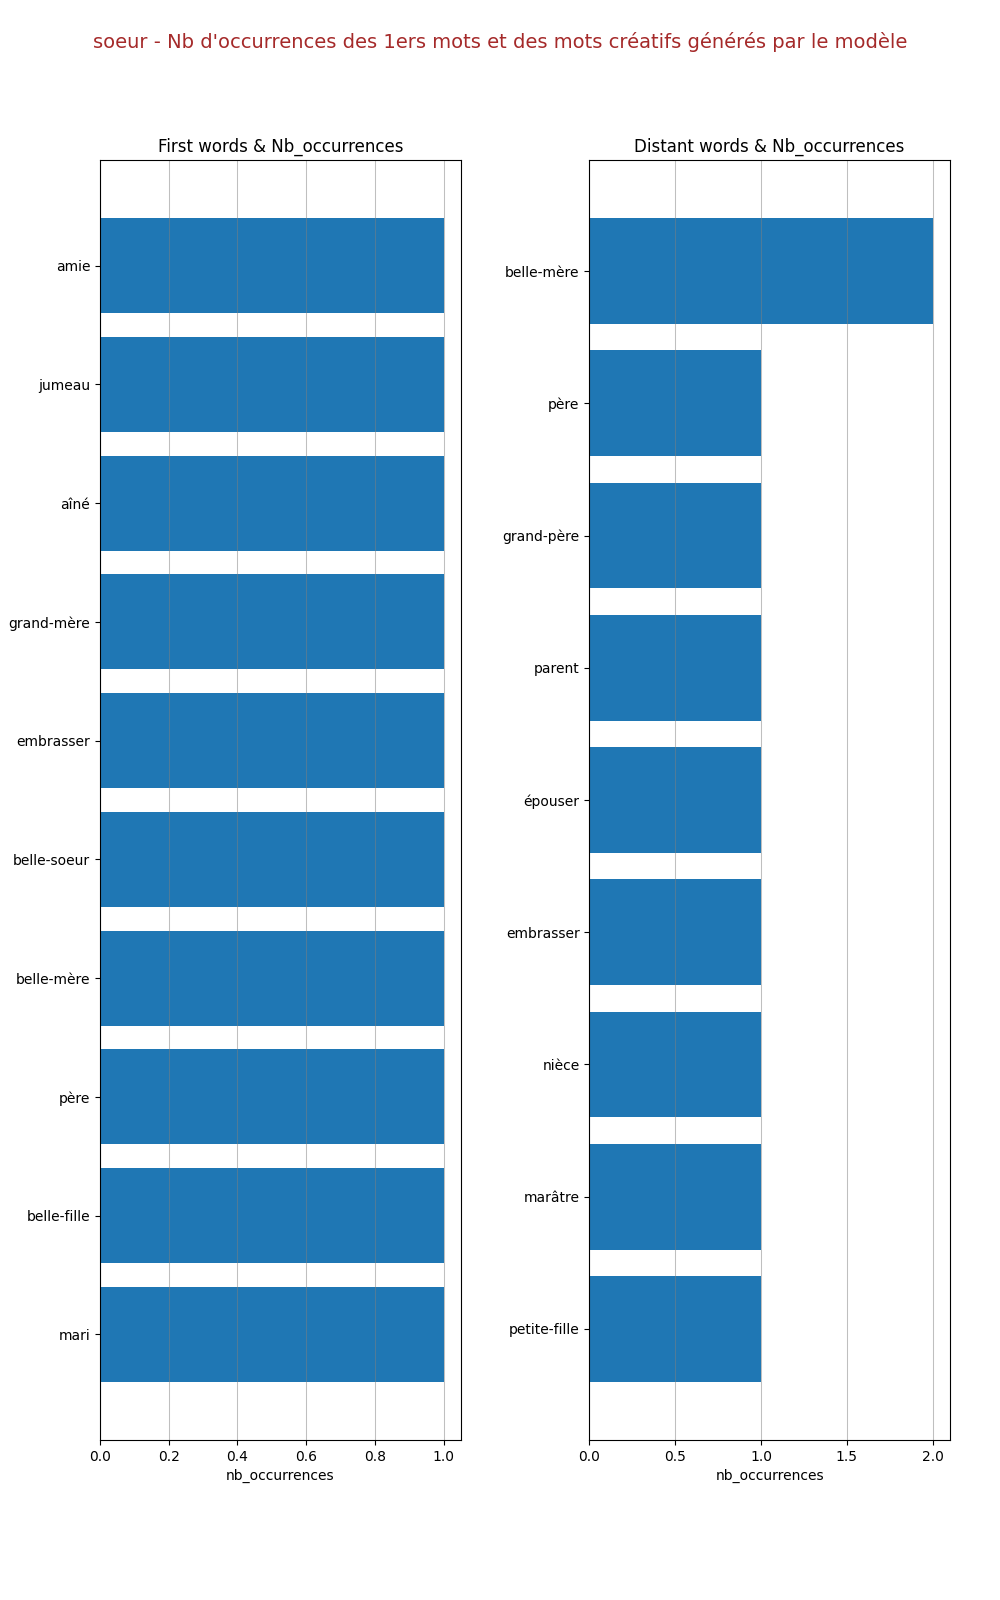 soeur - Nb d'occurrences des 1ers mots et des mots créatifs générés par le modèle
First words & Nb_occurrences
amie
jumeau
aîné
grand-mère
embrasser
belle-soeur
belle-mère
père
belle-fille
mari
0.0 0.2 0.4 0.6 0.8 1.0
nb_occurrences
Distant words & Nb_occurrences
belle-mère
père
grand-père
parent
épouser
embrasser
nièce
marâtre
petite-fille
0.0 0.5 1.0 1.5 2.0
nb_occurrences